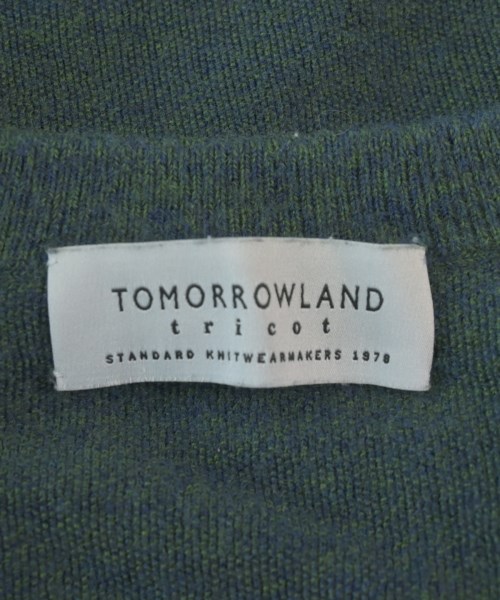 TOMORROWLAND
tricot
STANDARD KNITWEARMAKERS 1978